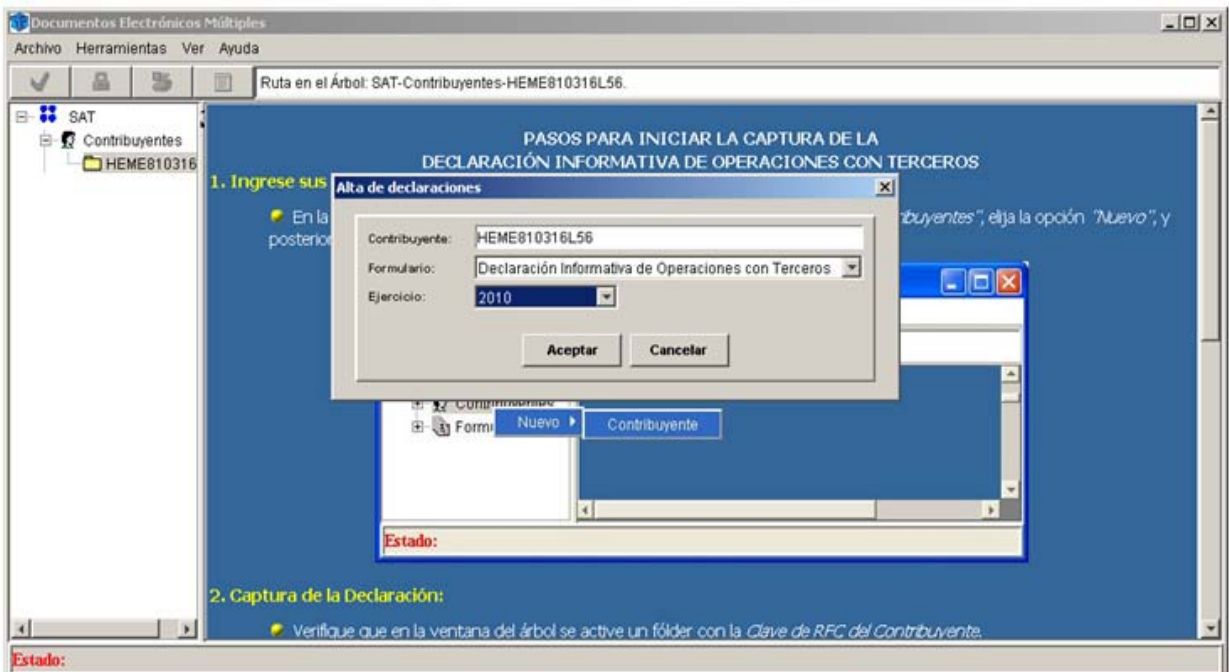 Documentos Electrónicos Múltiples
Archivo Herramientas Ver Ayuda
Ruta en el Árbol: SAT-Contribuyentes-HEME810316L56.
SAT
Contribuyentes
HEME810316
PASOS PARA INICIAR LA CAPTURA DE LA
DECLARACIÓN INFORMATIVA DE OPERACIONES CON TERCEROS
1. Ingrese sus
En la
buyentes", elija la opción "Nuevo", y
posterior
Alta de declaraciones
Contribuyente: HEME810316L56
Formulario: Declaración Informativa de Operaciones con Terceros
Ejercicio: 2010
Aceptar Cancelar
Contribuyentes
Formu
Nuevo Contribuyente
Estado:
2. Captura de la Declaración:
Verifique que en la ventana del árbol se active un fólder con la Clave de RFC del Contribuyente.
Estado: